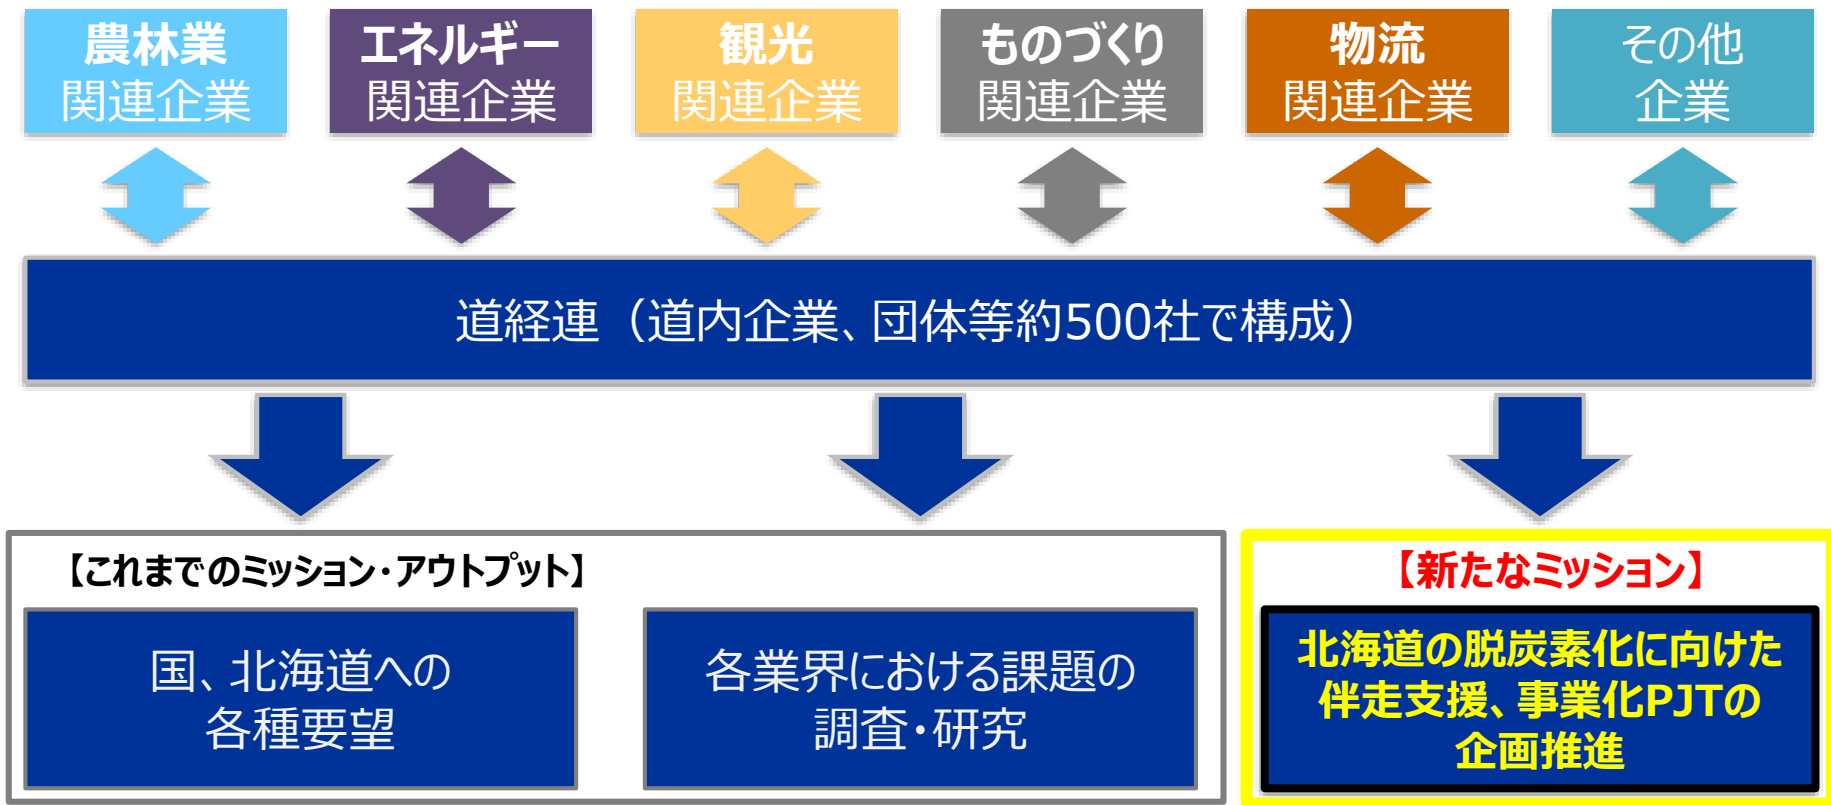 農林業
関連企業
エネルギー
関連企業
観光
関連企業
ものづくり
関連企業
物流
関連企業
その他
企業
道経連（道内企業、団体等約500社で構成）
【これまでのミッション・アウトプット】
国、北海道への
各種要望
各業界における課題の
調査・研究
【新たなミッション】
北海道の脱炭素化に向けた
伴走支援、事業化PJTの
企画推進